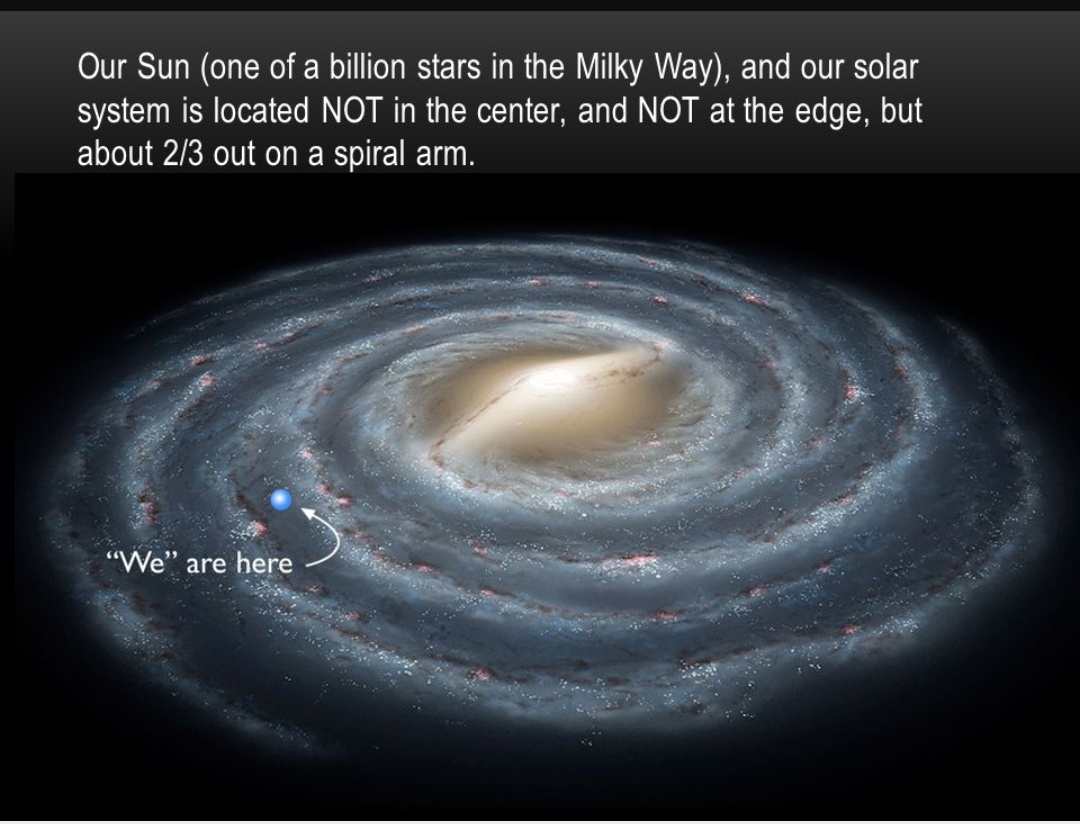 Our Sun (one of a billion stars in the Milky Way), and our solar
system is located NOT in the center, and NOT at the edge, but
about 2/3 out on a spiral arm.
“We” are here